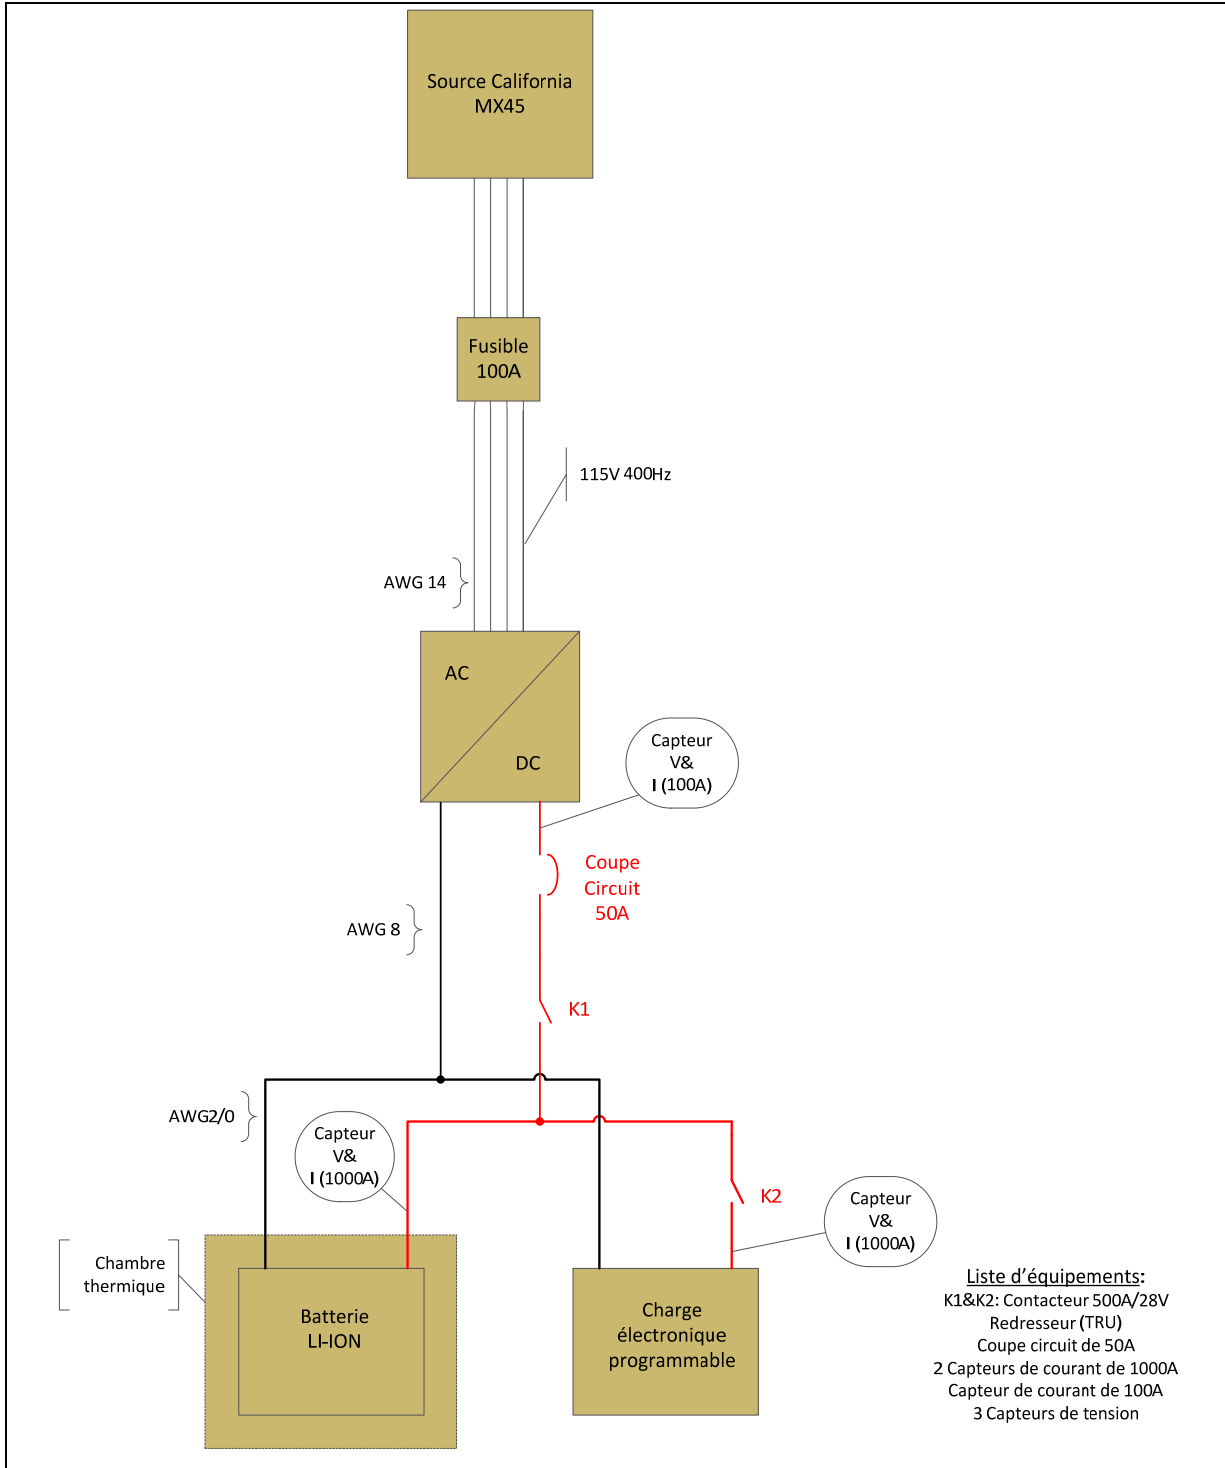 Source California
MX45
Fusible
100A
115V 400Hz
AWG 14
AC
DC
Capteur
V&
I (100A)
Coupe
Circuit
50A
AWG 8
K1
AWG2/0
Capteur
V&
I (1000A)
K2
Capteur
V&
I (1000A)
Chambre
thermique
Batterie
LI-ION
Charge
électronique
programmable
Liste d'équipements:
K1&K2: Contacteur 500A/28V
Redresseur (TRU)
Coupe circuit de 50A
2 Capteurs de courant de 1000A
Capteur de courant de 100A
3 Capteurs de tension